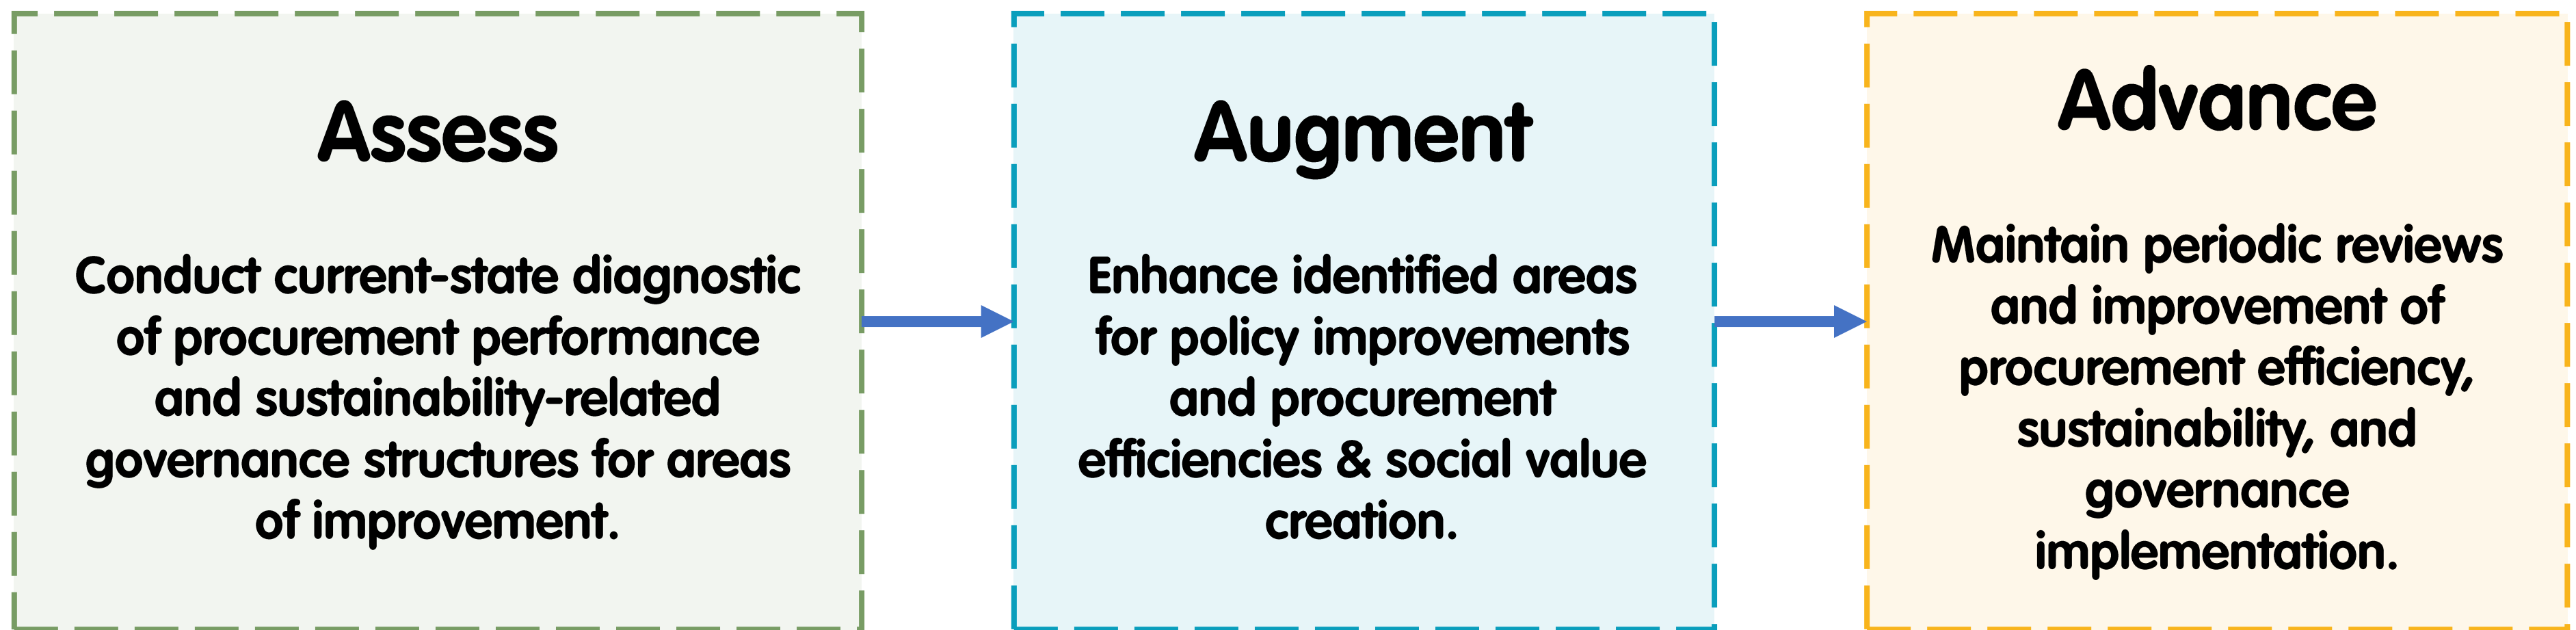 Assess
Conduct current-state diagnostic
of procurement performance
and sustainability-related
governance structures for areas
of improvement.
Augment
Enhance identified areas
for policy improvements
and procurement
efficiencies & social value
creation.
Advance
Maintain periodic reviews
and improvement of
procurement efficiency,
sustainability, and
governance
implementation.